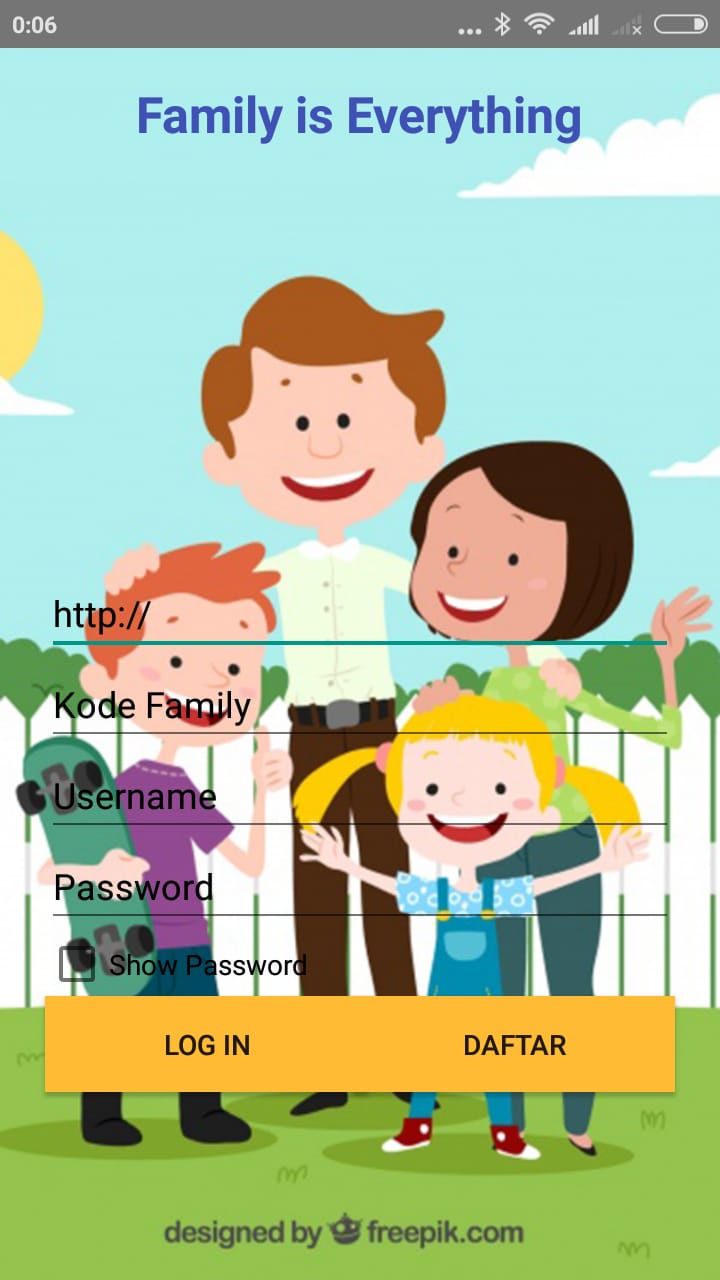 0:06
Family is Everything
http://
Kode Family
Username
Password
Show Password
LOG IN DAFTAR
designed by freepik.com